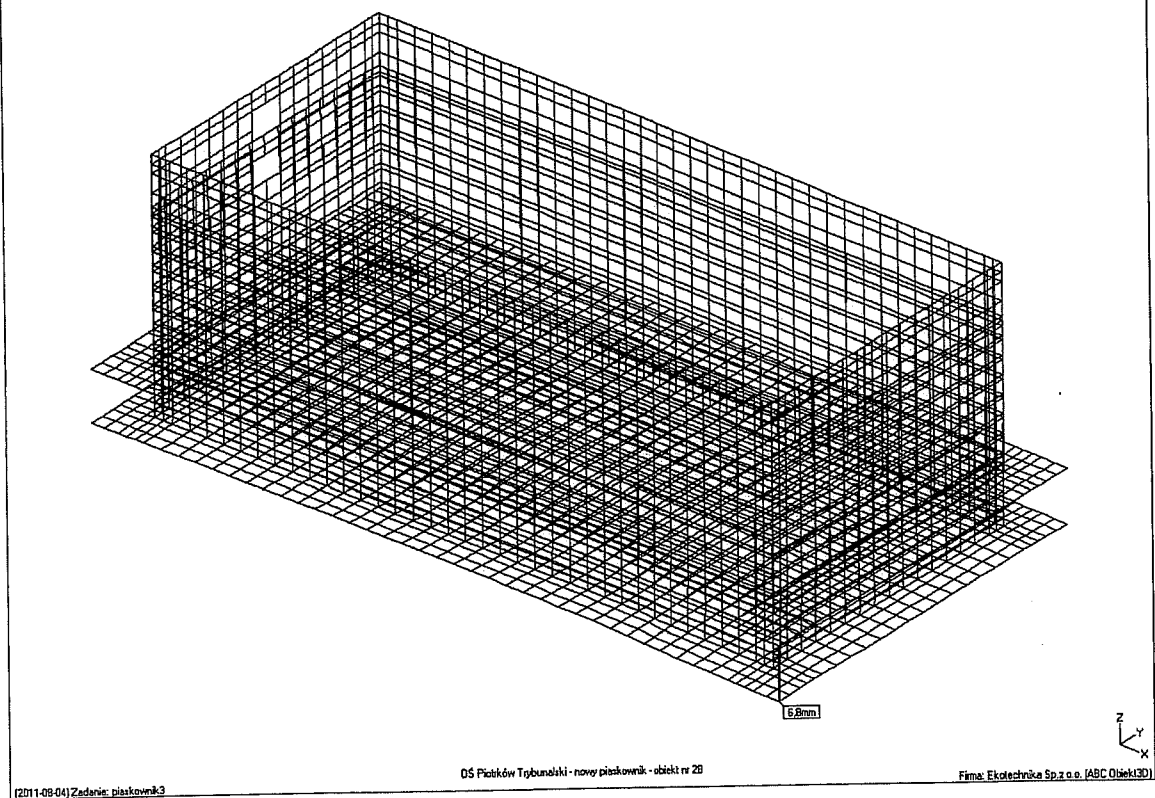 6,8mm
Z
Y
X
OŚ Piotrków Trybunalski - nowy piaskownik - obiekt nr 28
[2011-08-04] Zadanie: piaskownik3
Firma: Ekotechnika Sp.z o.o. [ABC Obiekt3D]